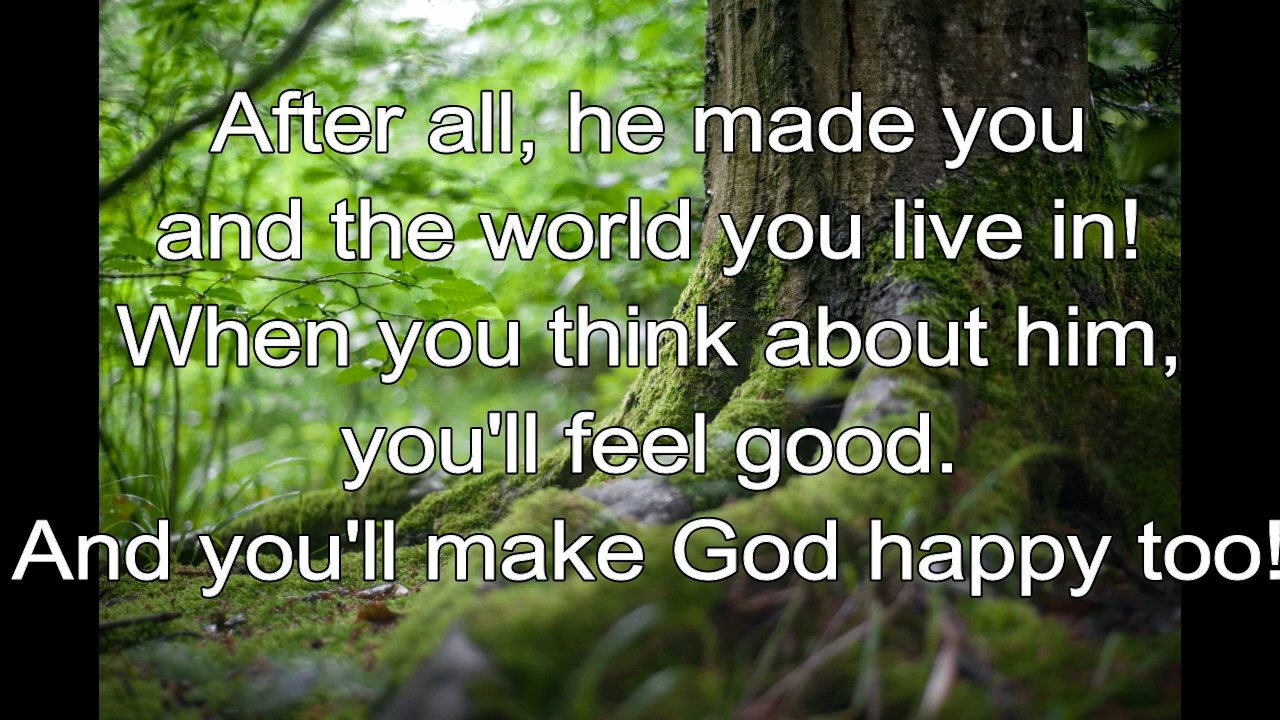 After all, he made you
and the world you live in!
When you think about him,
you'll feel good.
And you'll make God happy too!